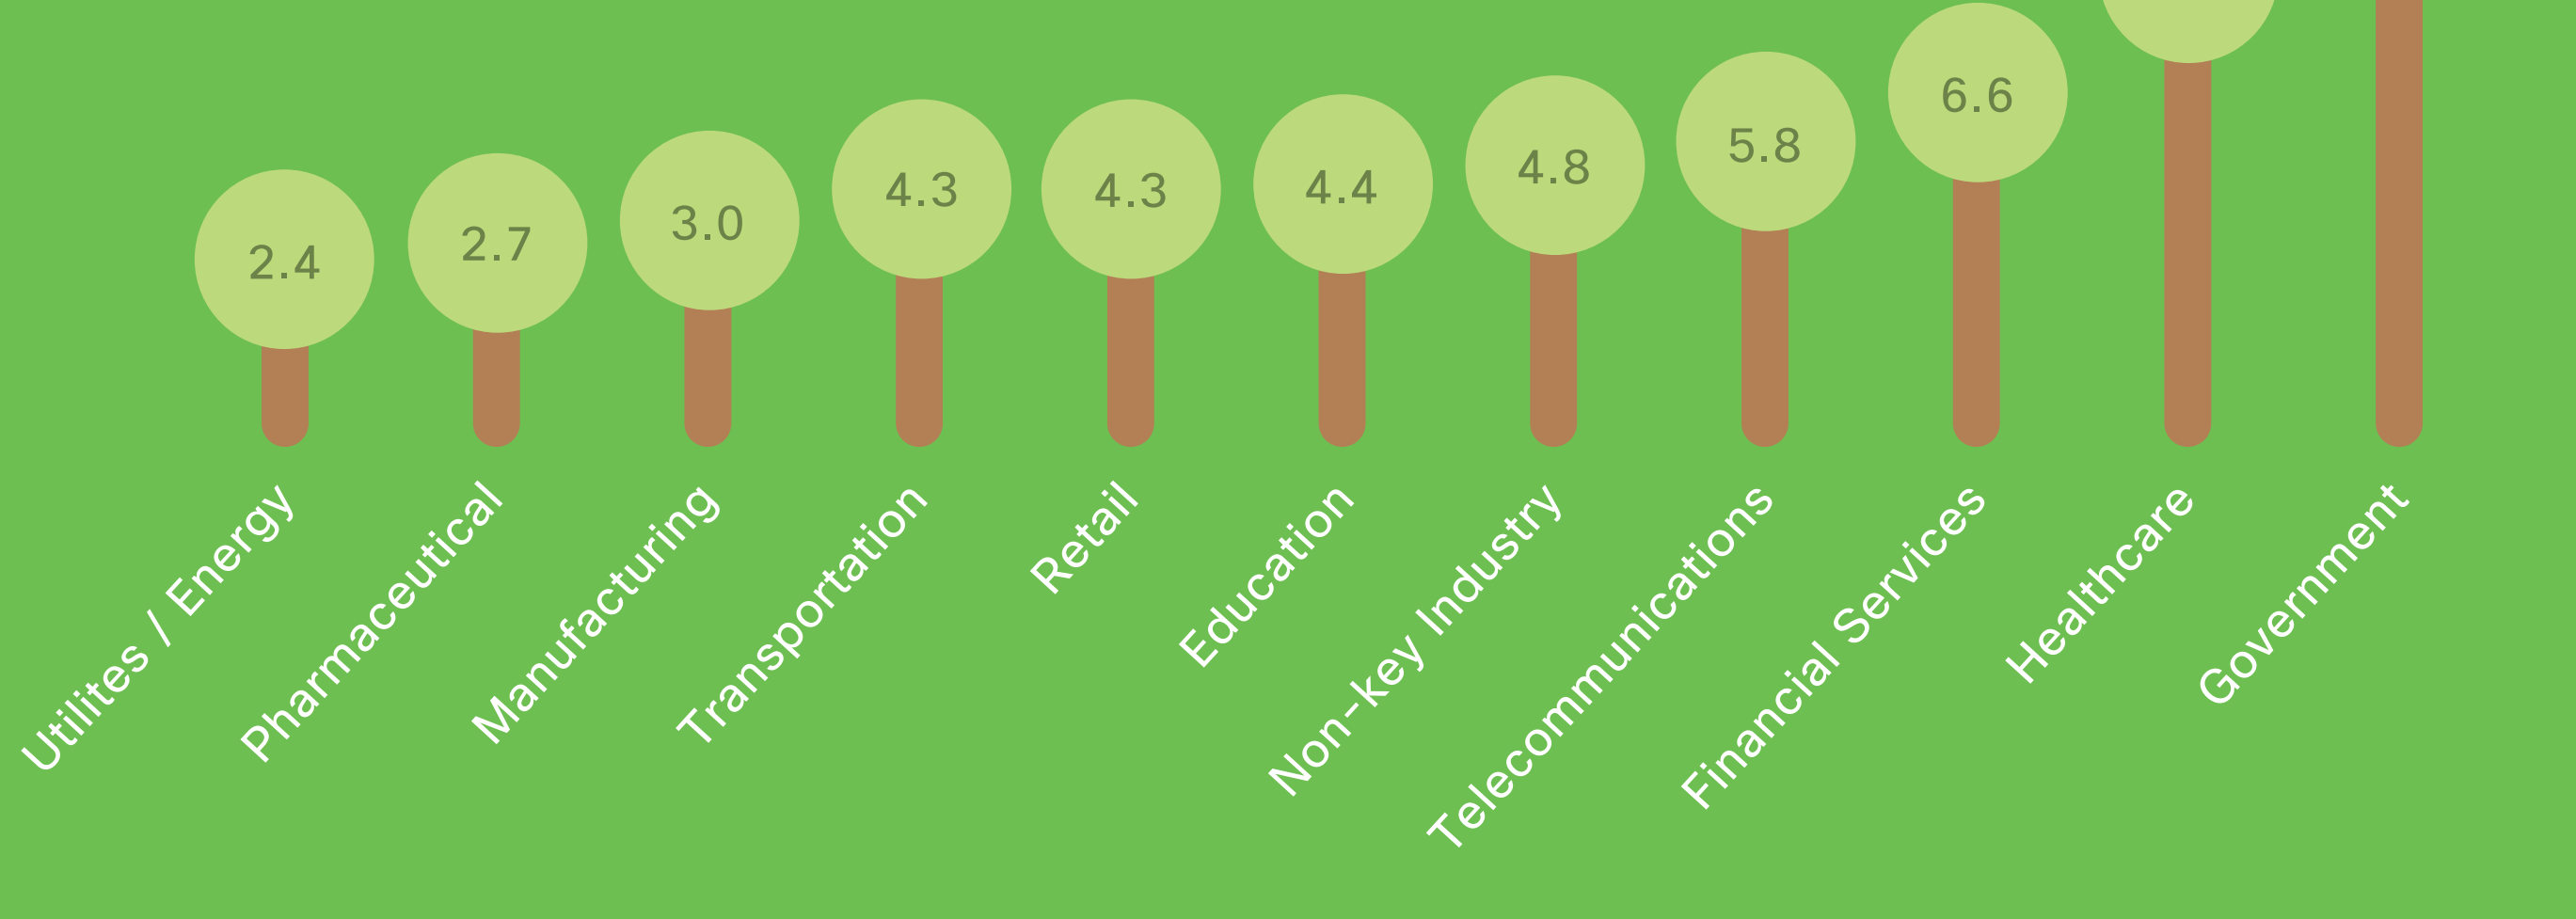 2.4
2.7
3.0
4.3
4.3
4.4
4.8
5.8
6.6
Utilites / Energy
Pharmaceutical
Manufacturing
Transportation
Retail
Education
Non-key Industry
Telecommunications
Financial Services
Healthcare
Government